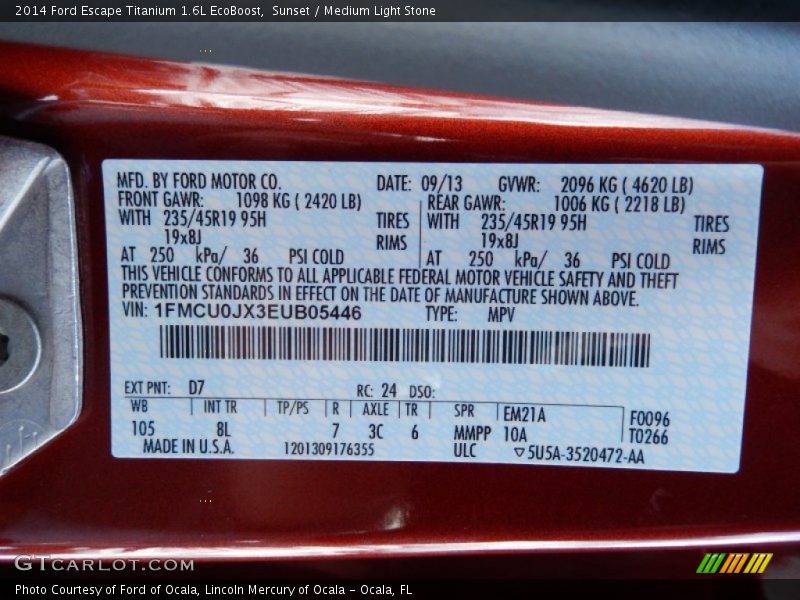 2014 Ford Escape Titanium 1.6L EcoBoost,  Sunset / Medium Light Stone
MFD. BY FORD MOTOR CO. DATE: 09/13 GVWR: 2096 KG ( 4620 LB)
FRONT GAWR: 1098 KG ( 2420 LB) REAR GAWR: 1006 KG ( 2218 LB)
WITH 235/45R19 95H TIRES WITH 235/45R19 95H TIRES
19x8J RIMS 19x8J RIMS
AT 250 kPa/ 36 PSI COLD AT 250 kPa/ 36 PSI COLD
THIS VEHICLE CONFORMS TO ALL APPLICABLE FEDERAL MOTOR VEHICLE SAFETY AND THEFT
PREVENTION STANDARDS IN EFFECT ON THE DATE OF MANUFACTURE SHOWN ABOVE.
VIN: 1FMCU0JX3EUB05446 TYPE: MPV
EXT PNT: D7 RC: 24 DSO:
WB INT TR TP/PS R AXLE TR SPR EM21A F0096
105 8L 7 3C 6 MMPP 10A T0266
MADE IN U.S.A. 1201309176355 ULC ▽5U5A-3520472-AA
GTCARLOT.COM
Photo Courtesy of Ford of Ocala, Lincoln Mercury of Ocala – Ocala, FL